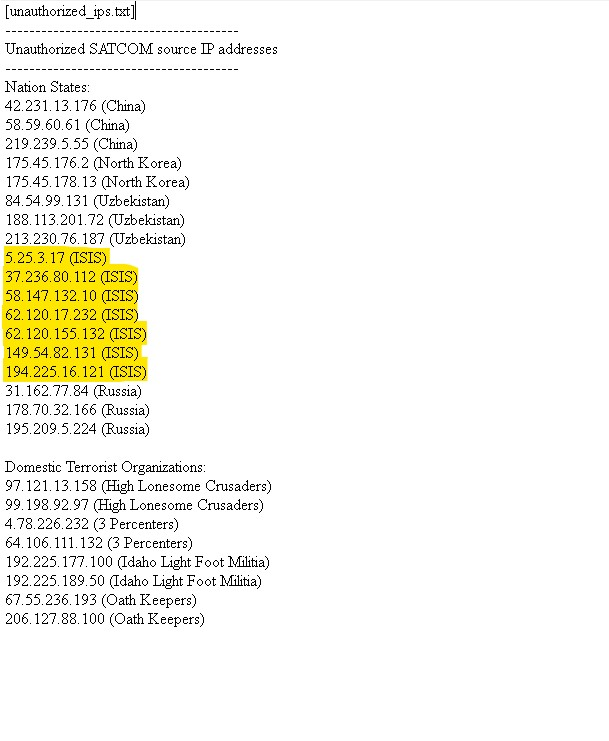 [unauthorized_ips.txt]
---------------------------------------
Unauthorized SATCOM source IP addresses
---------------------------------------
Nation States:
42.231.13.176 (China)
58.59.60.61 (China)
219.239.5.55 (China)
175.45.176.2 (North Korea)
175.45.178.13 (North Korea)
84.54.99.131 (Uzbekistan)
188.113.201.72 (Uzbekistan)
213.230.76.187 (Uzbekistan)
5.25.3.17 (ISIS)
37.236.80.112 (ISIS)
58.147.132.10 (ISIS)
62.120.17.232 (ISIS)
62.120.155.132 (ISIS)
149.54.82.131 (ISIS)
194.225.16.121 (ISIS)
31.162.77.84 (Russia)
178.70.32.166 (Russia)
195.209.5.224 (Russia)

Domestic Terrorist Organizations:
97.121.13.158 (High Lonesome Crusaders)
99.198.92.97 (High Lonesome Crusaders)
4.78.226.232 (3 Percenters)
64.106.111.132 (3 Percenters)
192.225.177.100 (Idaho Light Foot Militia)
192.225.189.50 (Idaho Light Foot Militia)
67.55.236.193 (Oath Keepers)
206.127.88.100 (Oath Keepers)